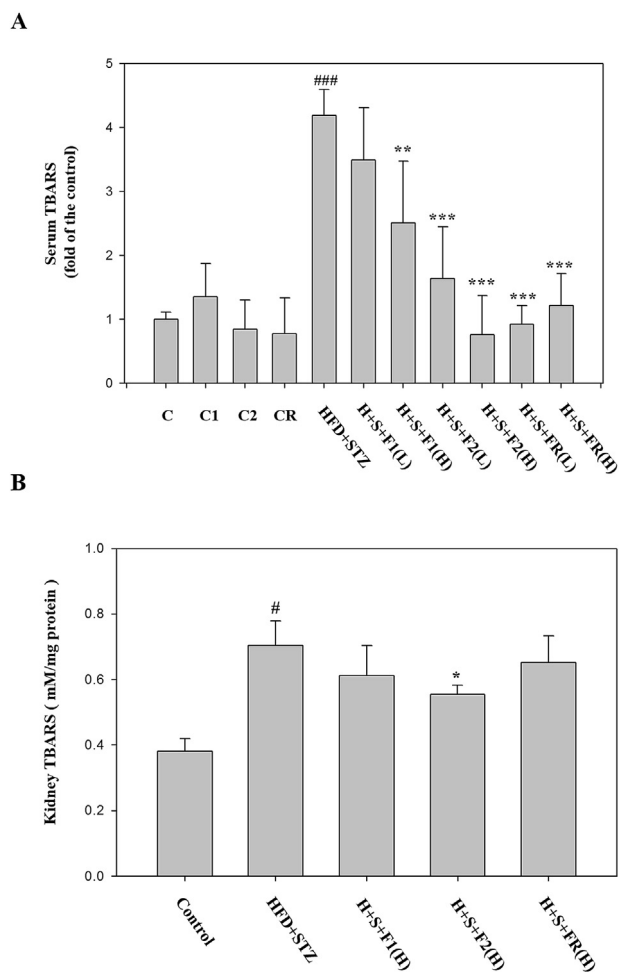 A
Serum TBARS
(fold of the control)
5
4
3
2
1
0
###
**
***
***
***
***
C
C1
C2
CR
HFD+STZ
H+S+F1(L)
H+S+F1(H)
H+S+F2(L)
H+S+F2(H)
H+S+FR(L)
H+S+FR(H)
B
Kidney TBARS ( mM/mg protein )
1.0
0.8
0.6
0.4
0.2
0.0
#
*
Control
HFD+STZ
H+S+F1(H)
H+S+F2(H)
H+S+FR(H)